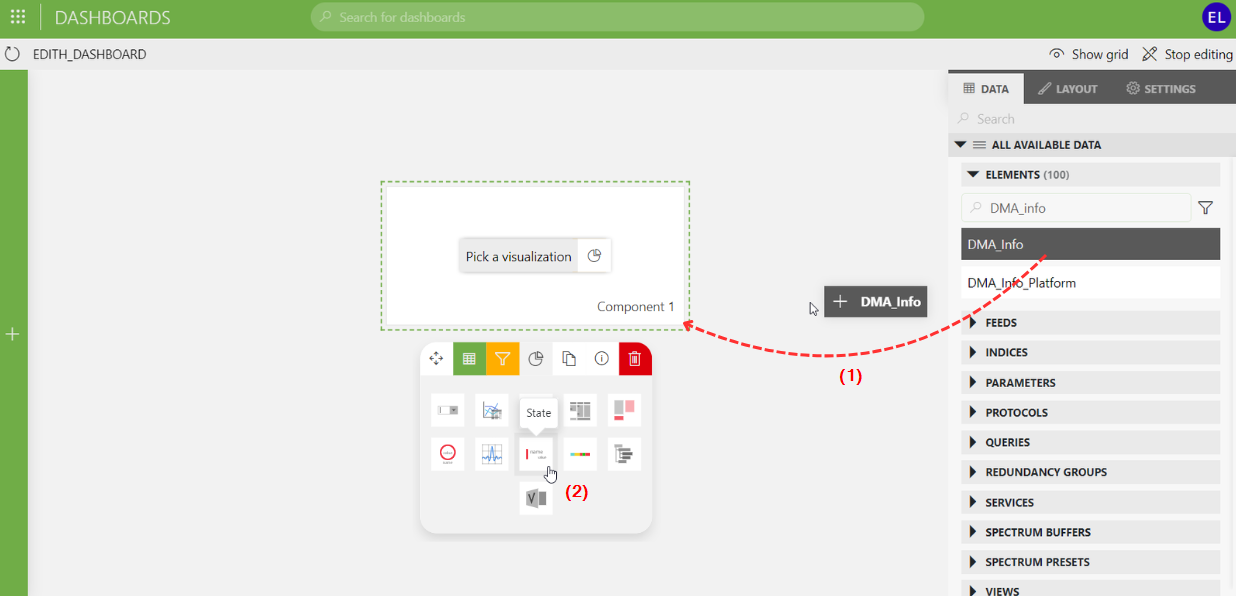 DASHBOARDS
Search for dashboards
EL
EDITH_DASHBOARD
Show grid
Stop editing
DATA
LAYOUT
SETTINGS
Search
ALL AVAILABLE DATA
ELEMENTS (100)
DMA_info
DMA_Info
DMA_Info_Platform
FEEDS
INDICES
PARAMETERS
PROTOCOLS
QUERIES
REDUNDANCY GROUPS
SERVICES
SPECTRUM BUFFERS
SPECTRUM PRESETS
VIEWS
Pick a visualization
Component 1
DMA_Info
(1)
State
(2)